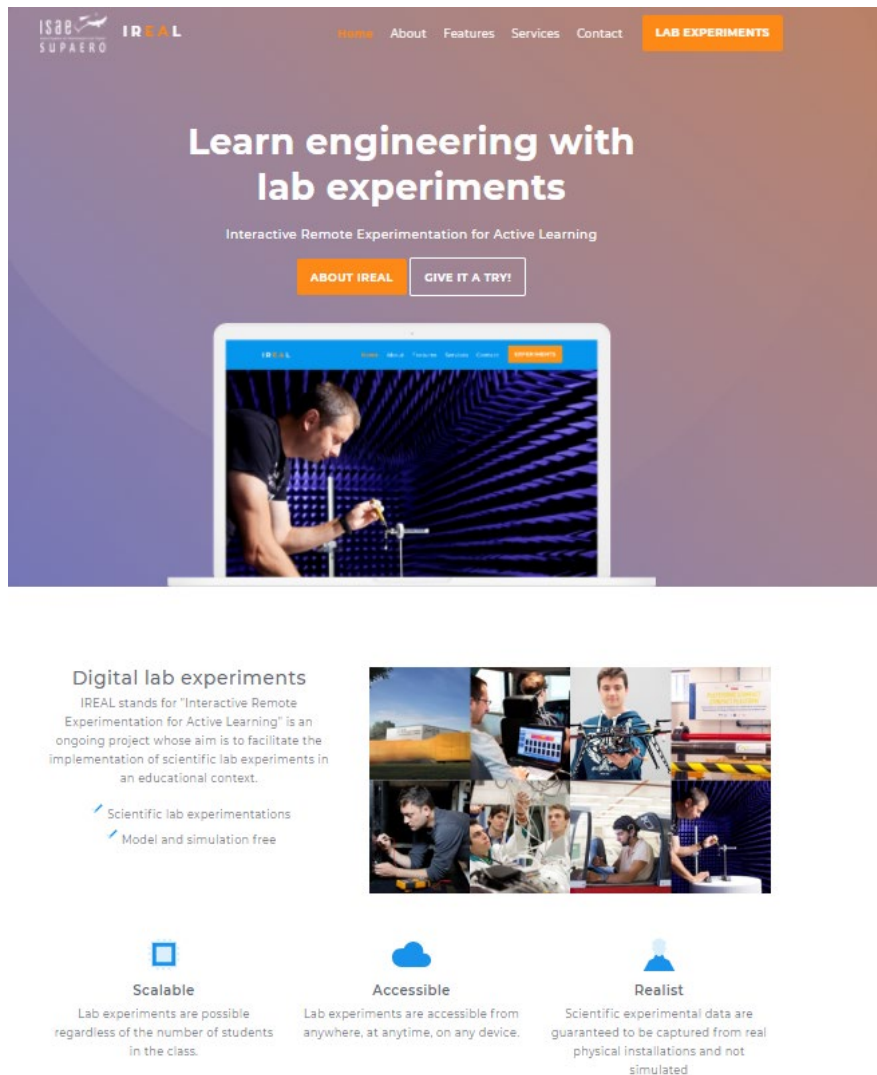 isae
SUPAERO
IREAL
Home About Features Services Contact LAB EXPERIMENTS
Learn engineering with
lab experiments
Interactive Remote Experimentation for Active Learning
ABOUT IREAL GIVE IT A TRY!
IREAL Home About Features Services Contact EXPERIMENTS
Digital lab experiments
IREAL stands for "Interactive Remote
Experimentation for Active Learning" is an
ongoing project whose aim is to facilitate the
implementation of scientific lab experiments in
an educational context.
Scientific lab experimentations
Model and simulation free
Scalable
Lab experiments are possible
regardless of the number of students
in the class.
Accessible
Lab experiments are accessible from
anywhere, at anytime, on any device.
Realist
Scientific experimental data are
guaranteed to be captured from real
physical installations and not
simulated